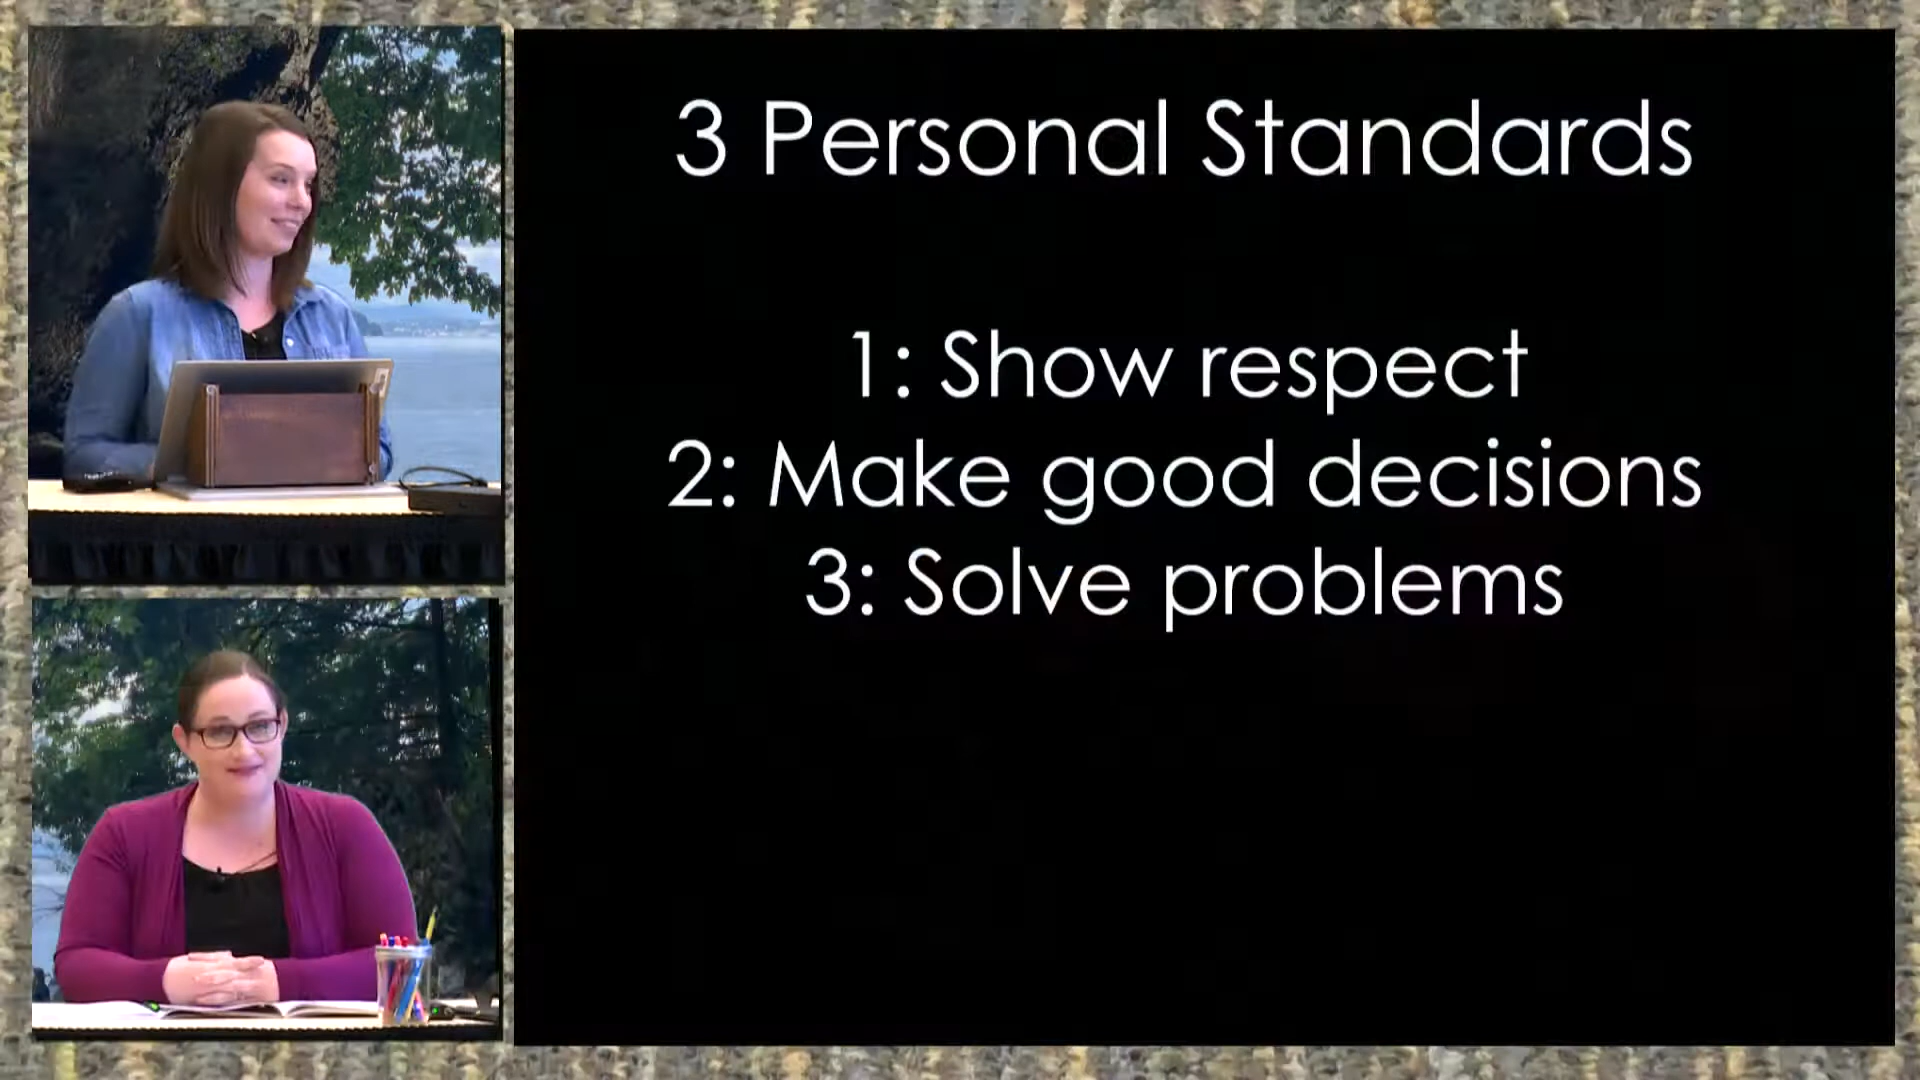 3 Personal Standards
1: Show respect
2: Make good decisions
3: Solve problems